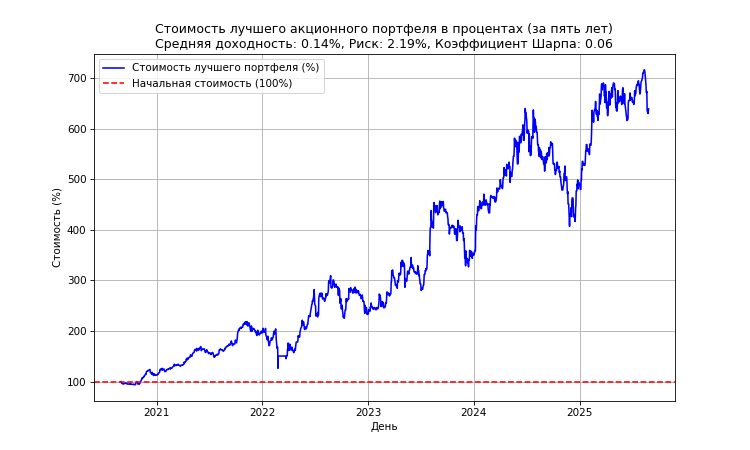 Стоимость лучшего акционного портфеля в процентах (за пять лет)
Средняя доходность: 0.14%, Риск: 2.19%, Коэффициент Шарпа: 0.06
Стоимость лучшего портфеля (%)
Начальная стоимость (100%)
Стоимость (%)
700
600
500
400
300
200
100
2021
2022
2023
2024
2025
День